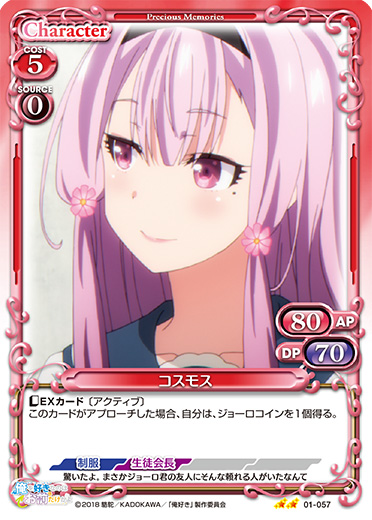 Precious Memories
Character
COST
5
SOURCE
0
80 AP
DP 70
コスモス
EXカード〔アクティブ〕
このカードがアプローチした場合、自分は、ジョーロコインを1個得る。
制服 生徒会長
驚いたよ。まさかジョーロ君の友人にそんな頼れる人がいたなんて
©2018 駱駝／KADOKAWA／「俺好き」製作委員会 01-057